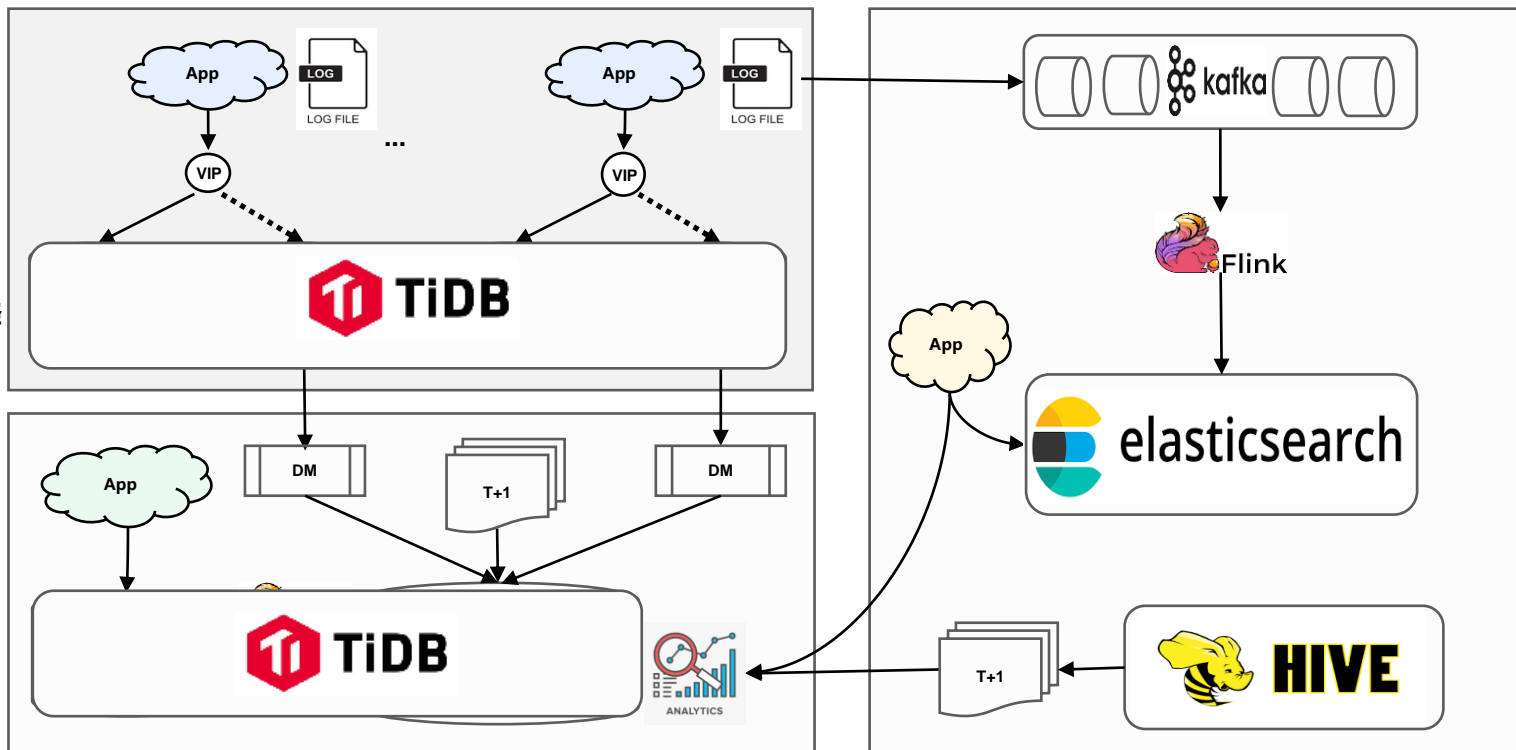 App
LOG
LOG FILE
...
App
LOG
LOG FILE
VIP
VIP
TiDB
kafka
Flink
App
elasticsearch
App
DM
T+1
DM
TiDB
ANALYTICS
T+1
HIVE